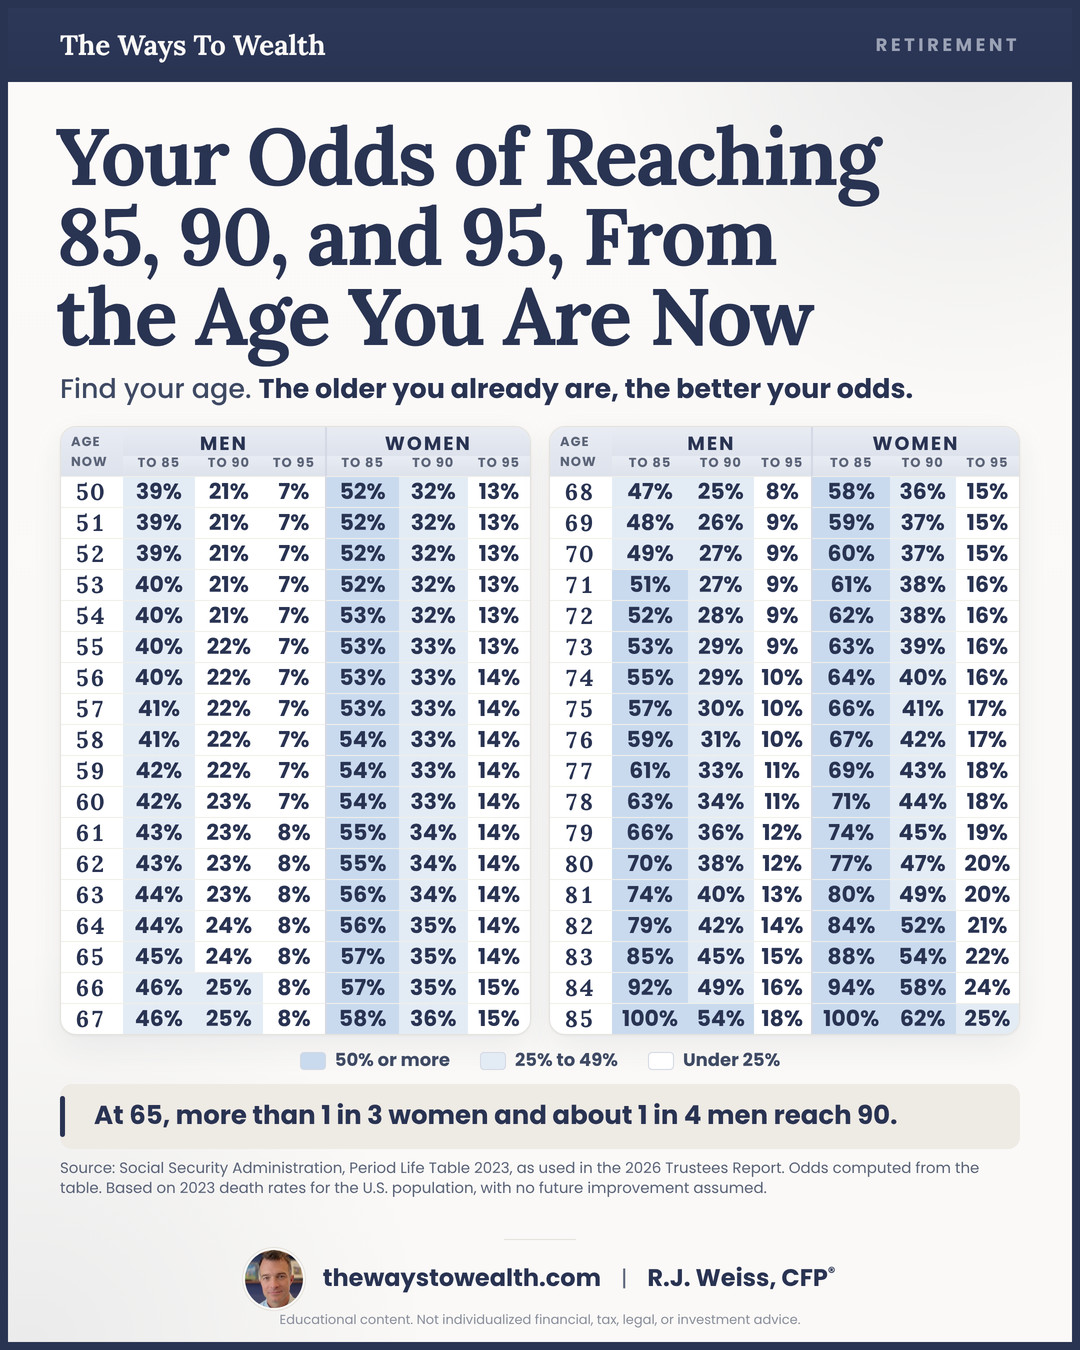 The Ways To Wealth
RETIREMENT
Your Odds of Reaching
85, 90, and 95, From
the Age You Are Now
Find your age. The older you already are, the better your odds.
AGE NOW MEN WOMEN
TO 85 TO 90 TO 95 TO 85 TO 90 TO 95
50 39% 21% 7% 52% 32% 13%
51 39% 21% 7% 52% 32% 13%
52 39% 21% 7% 52% 32% 13%
53 40% 21% 7% 52% 32% 13%
54 40% 21% 7% 53% 32% 13%
55 40% 22% 7% 53% 33% 13%
56 40% 22% 7% 53% 33% 14%
57 41% 22% 7% 53% 33% 14%
58 41% 22% 7% 54% 33% 14%
59 42% 22% 7% 54% 33% 14%
60 42% 23% 7% 54% 33% 14%
61 43% 23% 8% 55% 34% 14%
62 43% 23% 8% 55% 34% 14%
63 44% 23% 8% 56% 34% 14%
64 44% 24% 8% 56% 35% 14%
65 45% 24% 8% 57% 35% 14%
66 46% 25% 8% 57% 35% 15%
67 46% 25% 8% 58% 36% 15%
AGE NOW MEN WOMEN
TO 85 TO 90 TO 95 TO 85 TO 90 TO 95
68 47% 25% 8% 58% 36% 15%
69 48% 26% 9% 59% 37% 15%
70 49% 27% 9% 60% 37% 15%
71 51% 27% 9% 61% 38% 16%
72 52% 28% 9% 62% 38% 16%
73 53% 29% 9% 63% 39% 16%
74 55% 29% 10% 64% 40% 16%
75 57% 30% 10% 66% 41% 17%
76 59% 31% 10% 67% 42% 17%
77 61% 33% 11% 69% 43% 18%
78 63% 34% 11% 71% 44% 18%
79 66% 36% 12% 74% 45% 19%
80 70% 38% 12% 77% 47% 20%
81 74% 40% 13% 80% 49% 20%
82 79% 42% 14% 84% 52% 21%
83 85% 45% 15% 88% 54% 22%
84 92% 49% 16% 94% 58% 24%
85 100% 54% 18% 100% 62% 25%
50% or more 25% to 49% Under 25%
At 65, more than 1 in 3 women and about 1 in 4 men reach 90.
Source: Social Security Administration, Period Life Table 2023, as used in the 2026 Trustees Report. Odds computed from the
table. Based on 2023 death rates for the U.S. population, with no future improvement assumed.
thewaystowealth.com | R.J. Weiss, CFP®
Educational content. Not individualized financial, tax, legal, or investment advice.